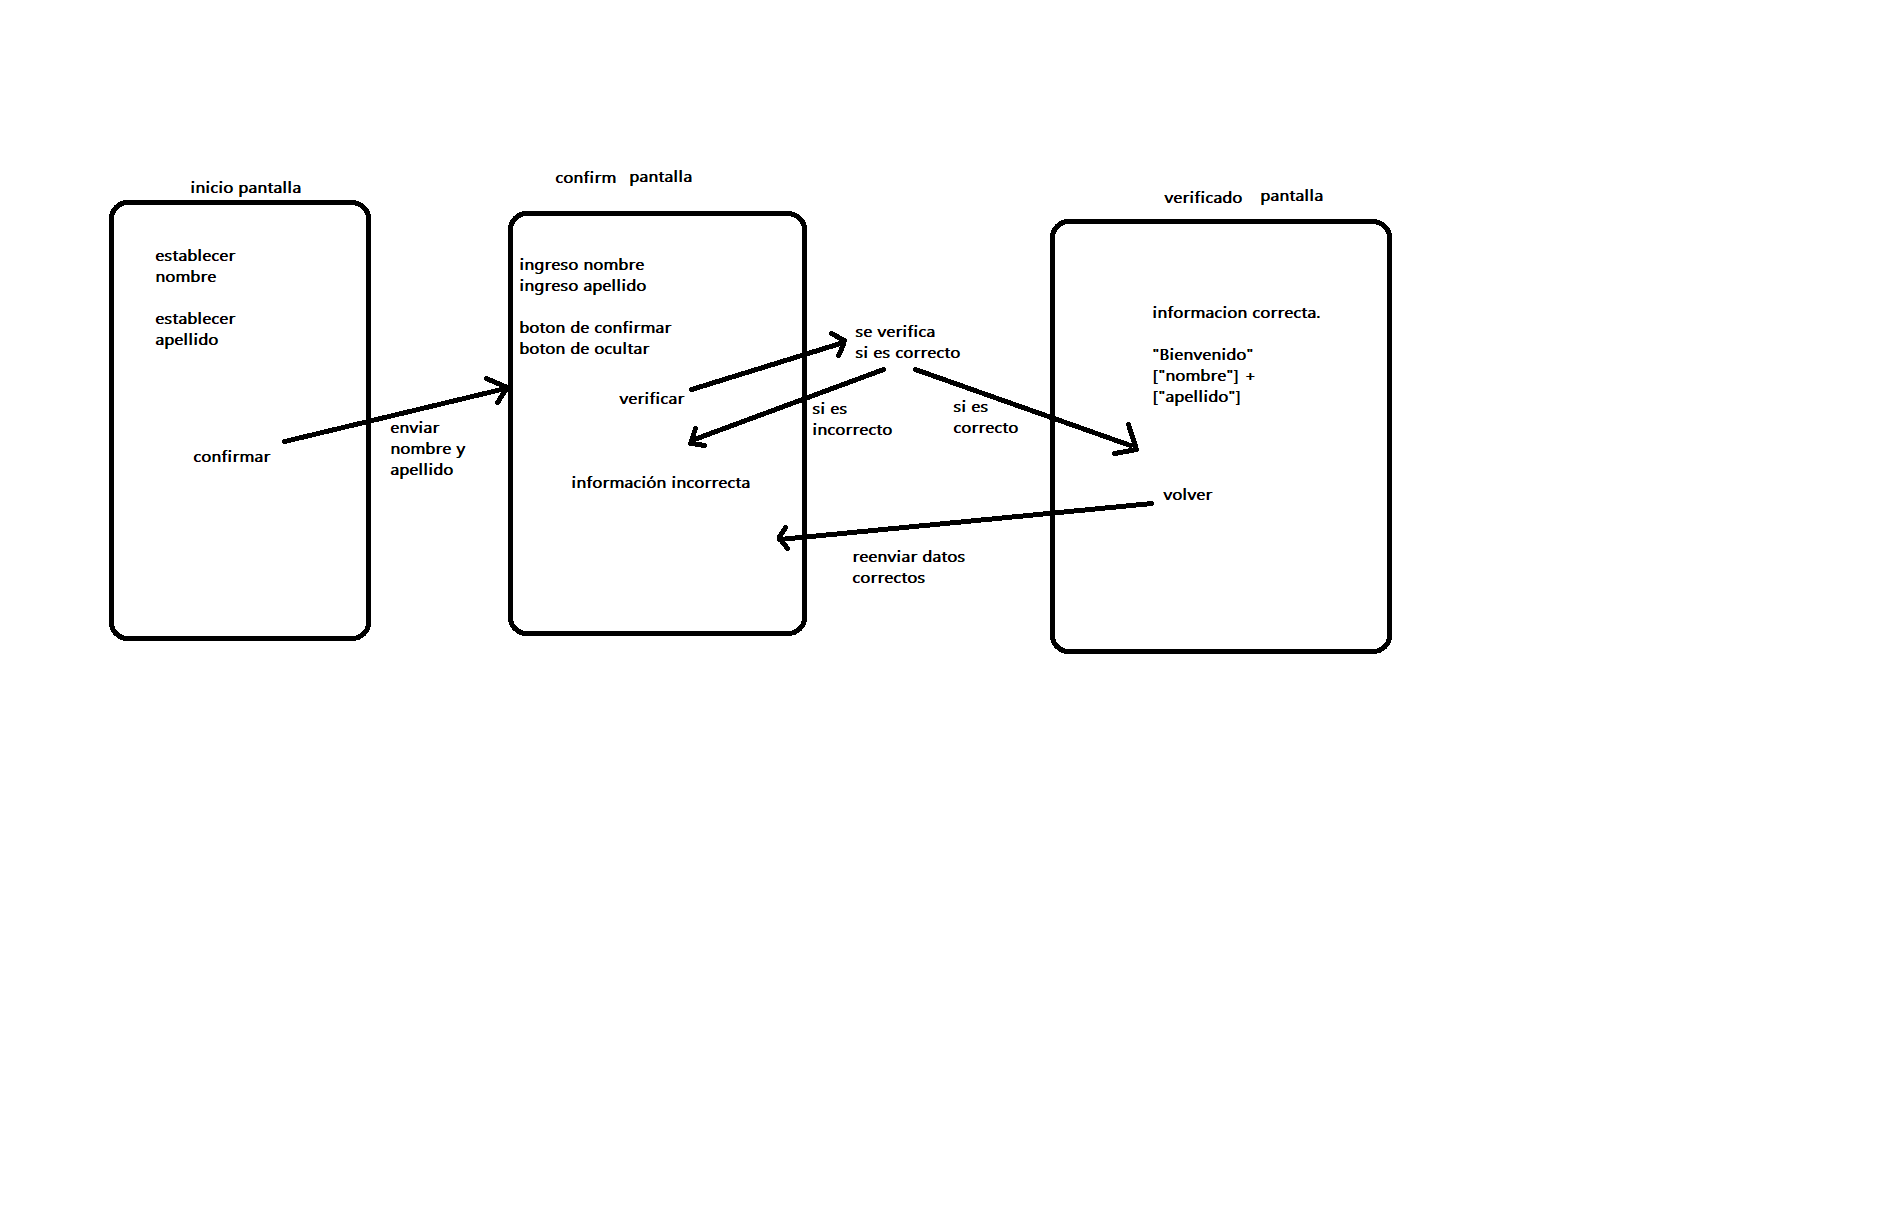 inicio pantalla
establecer
nombre
establecer
apellido
confirmar
enviar
nombre y
apellido
confirm pantalla
ingreso nombre
ingreso apellido
boton de confirmar
boton de ocultar
verificar
información incorrecta
se verifica
si es correcto
si es
incorrecto
si es
correcto
reenviar datos
correctos
verificado pantalla
informacion correcta.
"Bienvenido"
["nombre"] +
["apellido"]
volver